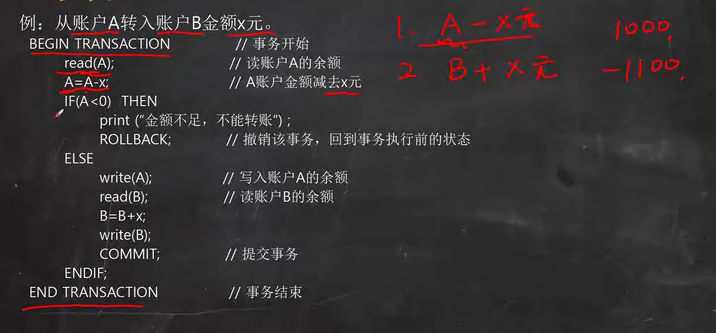 例：从账户A转入账户B金额x元。
BEGIN TRANSACTION // 事务开始
read(A); // 读账户A的余额
A=A-x; // A账户金额减去x元
IF(A<0) THEN
print (“金额不足，不能转账”) ;
ROLLBACK; // 撤销该事务，回到事务执行前的状态
ELSE
write(A); // 写入账户A的余额
read(B); // 读账户B的余额
B=B+x;
write(B);
COMMIT; // 提交事务
ENDIF;
END TRANSACTION // 事务结束
1. A-x元 1000
2. B+x元 -1100